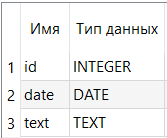 Имя Тип данных
1 id INTEGER
2 date DATE
3 text TEXT